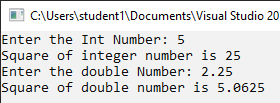 C:\Users\student1\Documents\Visual Studio 20
Enter the Int Number: 5
Square of integer number is 25
Enter the double Number: 2.25
Square of double number is 5.0625